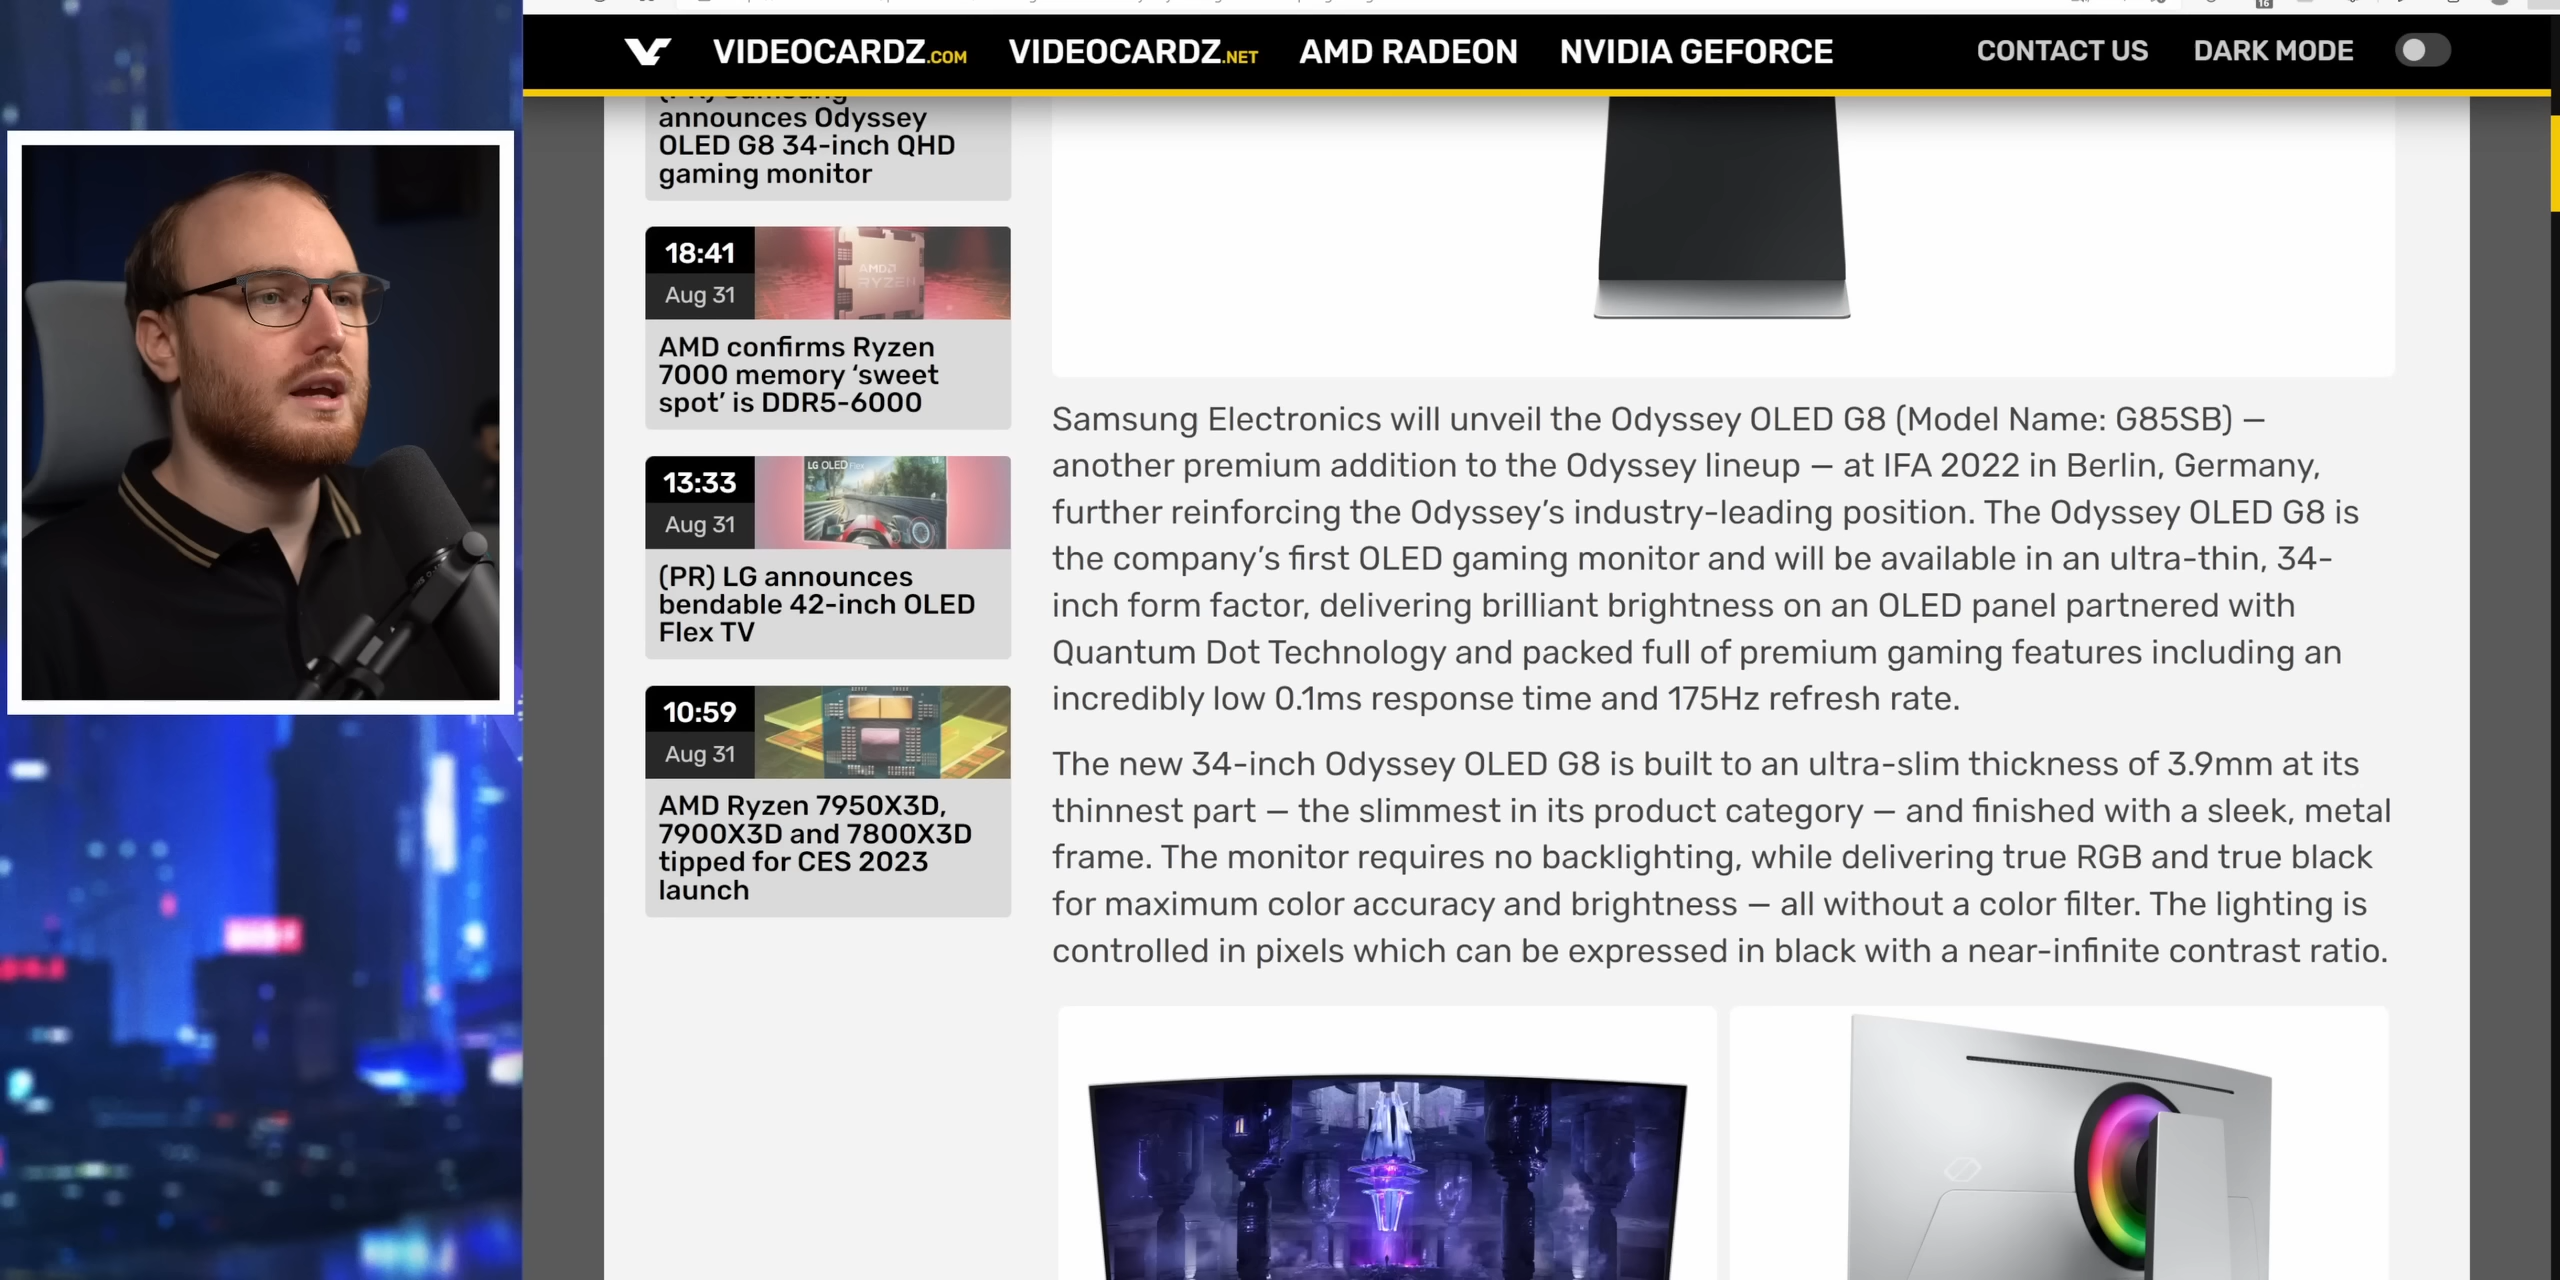 VIDEOCARDZ.COM VIDEOCARDZ.NET AMD RADEON NVIDIA GEFORCE CONTACT US DARK MODE
(PR) Samsung
announces Odyssey
OLED G8 34-inch QHD
gaming monitor
18:41
Aug 31
AMD
RYZEN
AMD confirms Ryzen
7000 memory ‘sweet
spot’ is DDR5-6000
13:33
Aug 31
LG OLED Flex
(PR) LG announces
bendable 42-inch OLED
Flex TV
10:59
Aug 31
AMD Ryzen 7950X3D,
7900X3D and 7800X3D
tipped for CES 2023
launch
Samsung Electronics will unveil the Odyssey OLED G8 (Model Name: G85SB) —
another premium addition to the Odyssey lineup — at IFA 2022 in Berlin, Germany,
further reinforcing the Odyssey’s industry-leading position. The Odyssey OLED G8 is
the company’s first OLED gaming monitor and will be available in an ultra-thin, 34-
inch form factor, delivering brilliant brightness on an OLED panel partnered with
Quantum Dot Technology and packed full of premium gaming features including an
incredibly low 0.1ms response time and 175Hz refresh rate.
The new 34-inch Odyssey OLED G8 is built to an ultra-slim thickness of 3.9mm at its
thinnest part — the slimmest in its product category — and finished with a sleek, metal
frame. The monitor requires no backlighting, while delivering true RGB and true black
for maximum color accuracy and brightness — all without a color filter. The lighting is
controlled in pixels which can be expressed in black with a near-infinite contrast ratio.